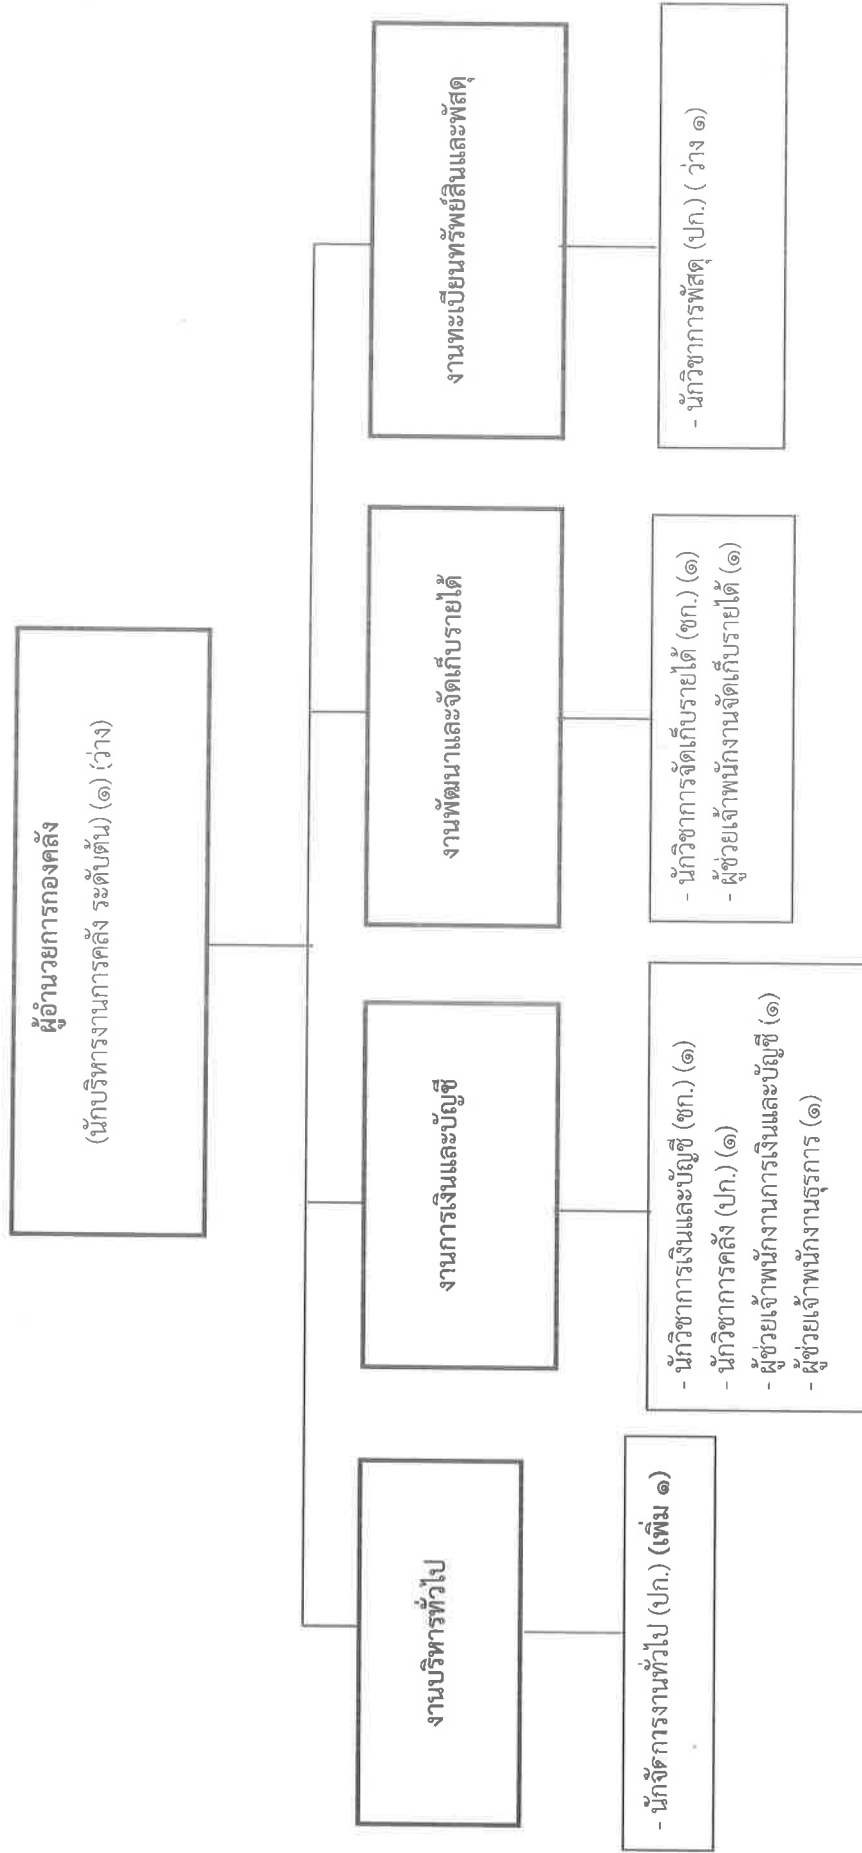 ผู้อำนวยการกองคลัง
(นักบริหารงานการคลัง ระดับต้น) (๑) (ว่าง)
งานบริหารทั่วไป
งานการเงินและบัญชี
งานพัฒนาและจัดเก็บรายได้
งานทะเบียนทรัพย์สินและพัสดุ
- นักจัดการงานทั่วไป (ปก.) (เพิ่ม ๑)
- นักวิชาการเงินและบัญชี (ชก.) (๑)
- นักวิชาการคลัง (ปก.) (๑)
- ผู้ช่วยเจ้าพนักงานการเงินและบัญชี (๑)
- ผู้ช่วยเจ้าพนักงานธุรการ (๑)
- นักวิชาการจัดเก็บรายได้ (ชก.) (๑)
- ผู้ช่วยเจ้าพนักงานจัดเก็บรายได้ (๑)
- นักวิชาการพัสดุ (ปก.) ( ว่าง ๑)